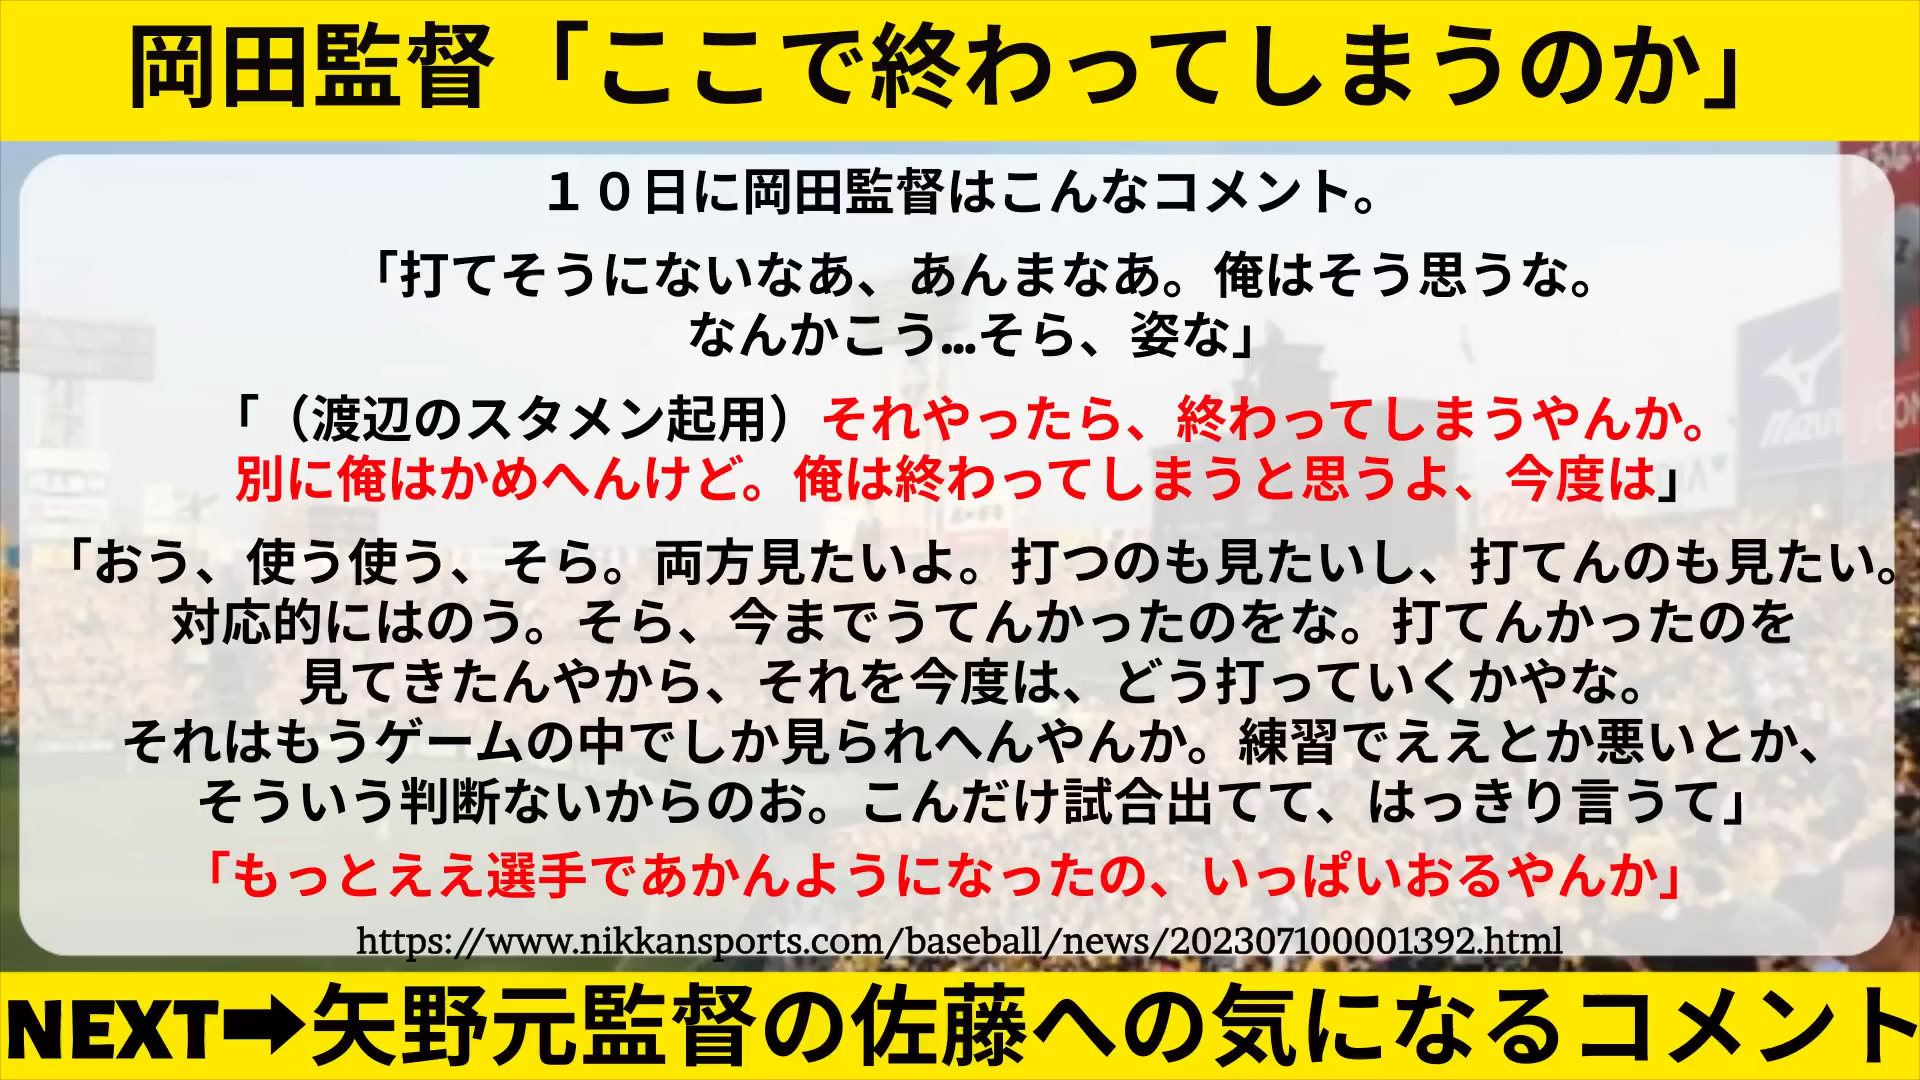 岡田監督「ここで終わってしまうのか」
１０日に岡田監督はこんなコメント。
「打てそうにないなあ、あんまなあ。俺はそう思うな。
なんかこう…そら、姿な」
「（渡辺のスタメン起用）それやったら、終わってしまうやんか。
別に俺はかめへんけど。俺は終わってしまうと思うよ、今度は」
「おう、使う使う、そら。両方見たいよ。打つのも見たいし、打てんのも見たい。
対応的にはのう。そら、今までうてんかったのをな。打てんかったのを
見てきたんやから、それを今度は、どう打っていくかやな。
それはもうゲームの中でしか見られへんやんか。練習でええとか悪いとか、
そういう判断ないからのお。こんだけ試合出てて、はっきり言うて」
「もっとええ選手であかんようになったの、いっぱいおるやんか」
https://www.nikkansports.com/baseball/news/202307100001392.html
NEXT➡矢野元監督の佐藤への気になるコメント